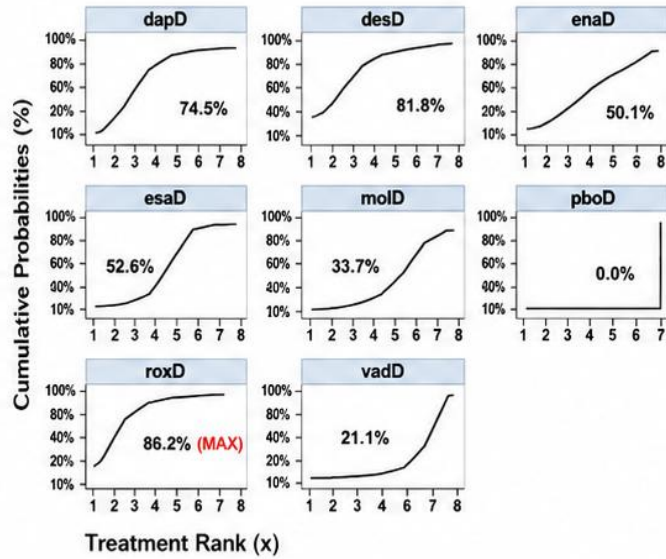 Cumulative Probabilities (%)
dapD
100%
80%
60%
20%
10%
74.5%
1 2 3 4 5 6 7 8
desD
100%
80%
60%
40%
10%
81.8%
1 2 3 4 5 6 7 8
enaD
100%
80%
60%
20%
10%
50.1%
1 2 3 4 5 6 7 8
esaD
100%
80%
60%
40%
10%
52.6%
1 2 3 4 5 6 7 8
molD
100%
80%
60%
40%
10%
33.7%
1 2 3 4 5 6 7 8
pboD
100%
80%
60%
40%
10%
0.0%
1 2 3 4 5 6 7
roxD
100%
80%
40%
20%
10%
86.2% (MAX)
1 2 3 4 5 6 7 8
vadD
100%
80%
40%
20%
10%
21.1%
1 2 3 4 5 6 7 8
Treatment Rank (x)